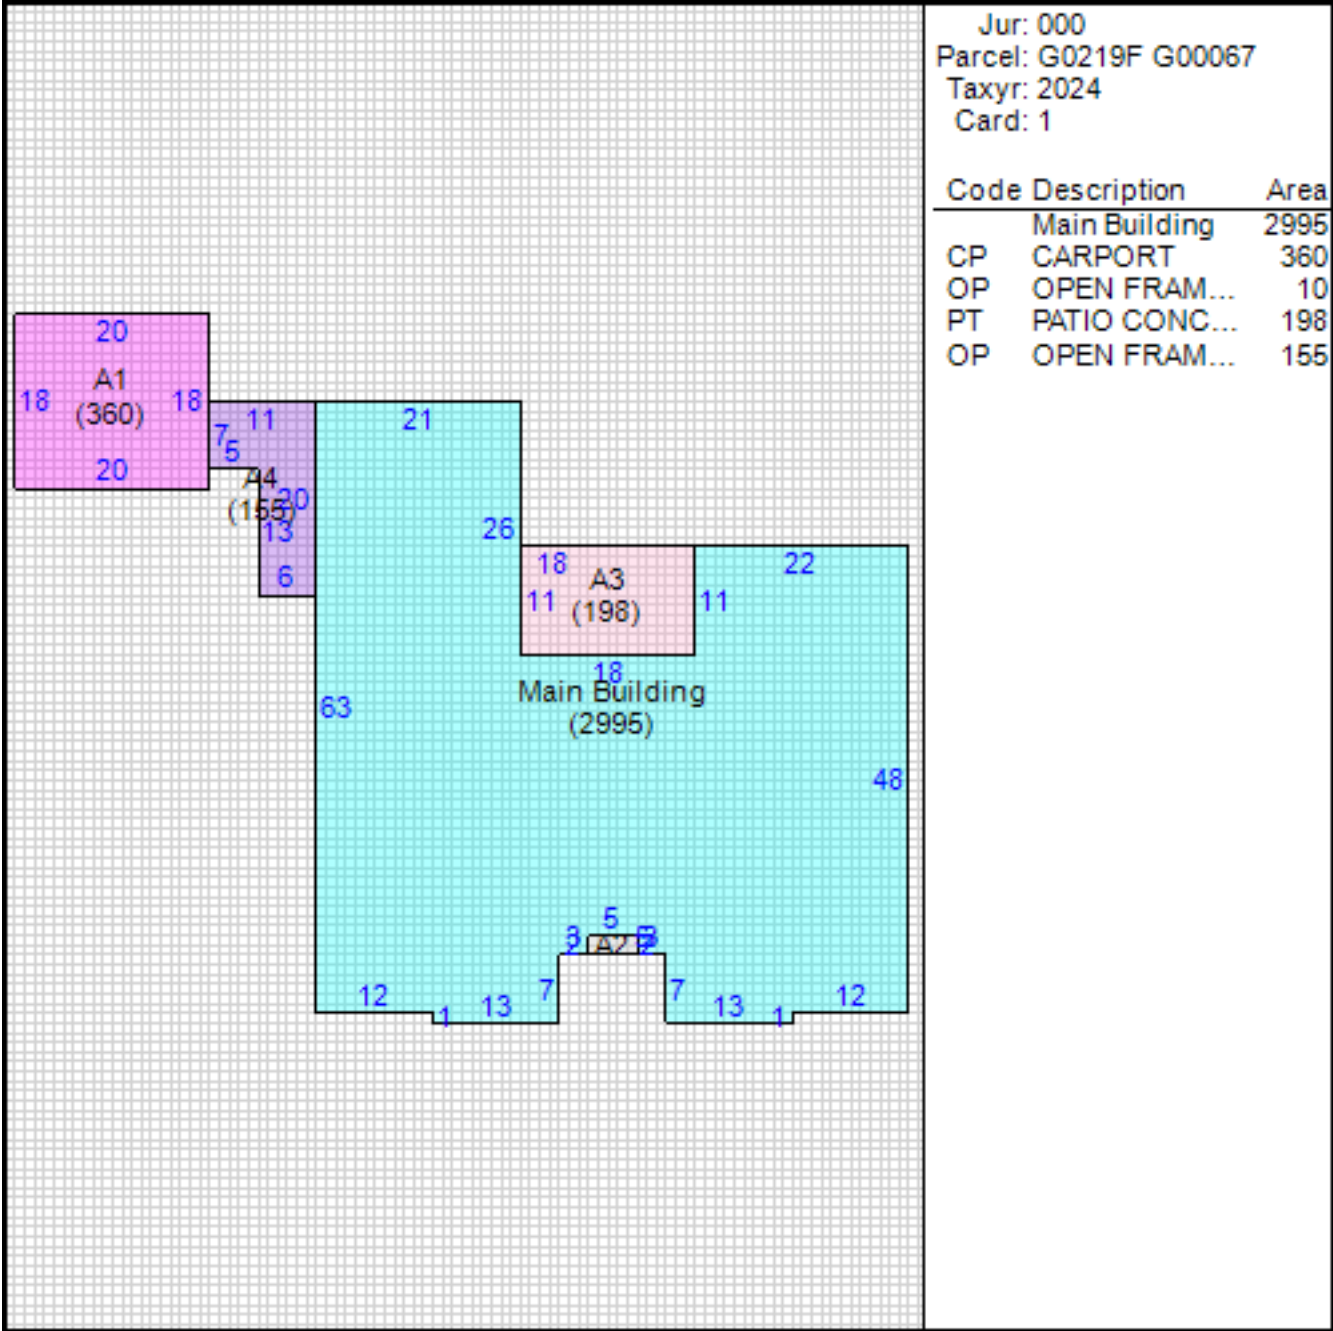 Jur: 000
Parcel: G0219F G00067
Taxyr: 2024
Card: 1
Code Description Area
Main Building 2995
CP CARPORT 360
OP OPEN FRAM... 10
PT PATIO CONC... 198
OP OPEN FRAM... 155
20
A1
18 (360) 18
20
11
7
5
A4
20
(155)
13
6
21
26
18
A3
11 (198) 11
22
18
Main Building
(2995)
63
48
5
3 A2
7 7
12 13 13 12
1 1